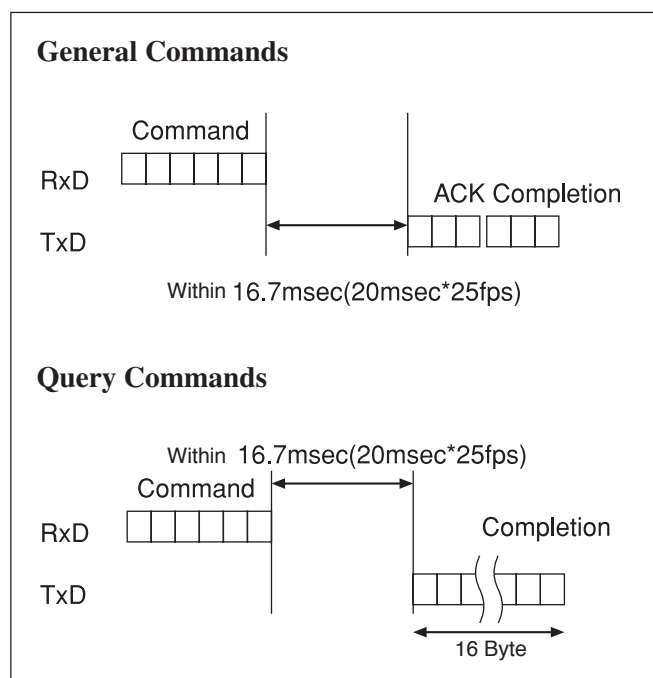 General Commands
Command
RxD
ACK Completion
TxD
Within 16.7msec(20msec*25fps)
Query Commands
Within 16.7msec(20msec*25fps)
Command
RxD
Completion
TxD
16 Byte